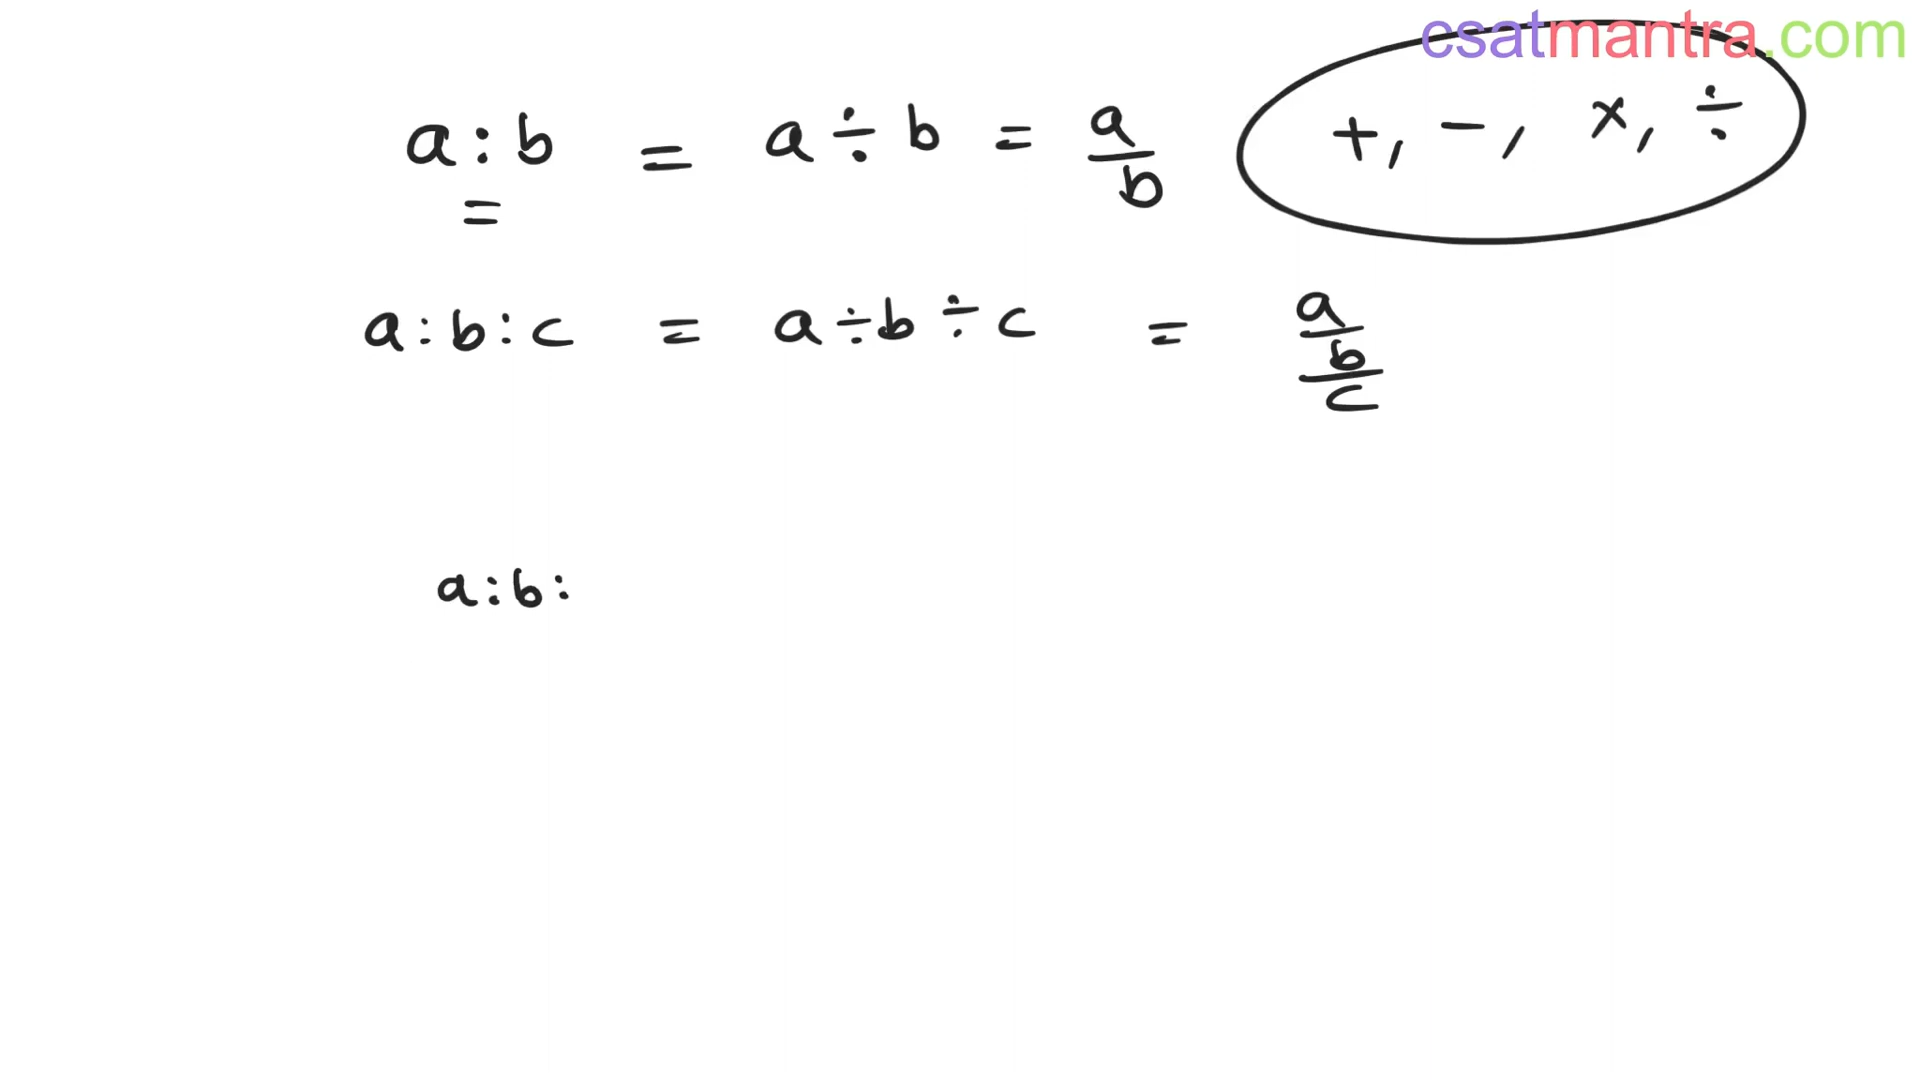 csatmantra.com
a : b = a ÷ b = a/b
+, -, ×, ÷
=
a : b : c = a ÷ b ÷ c = a/b/c
a : b :